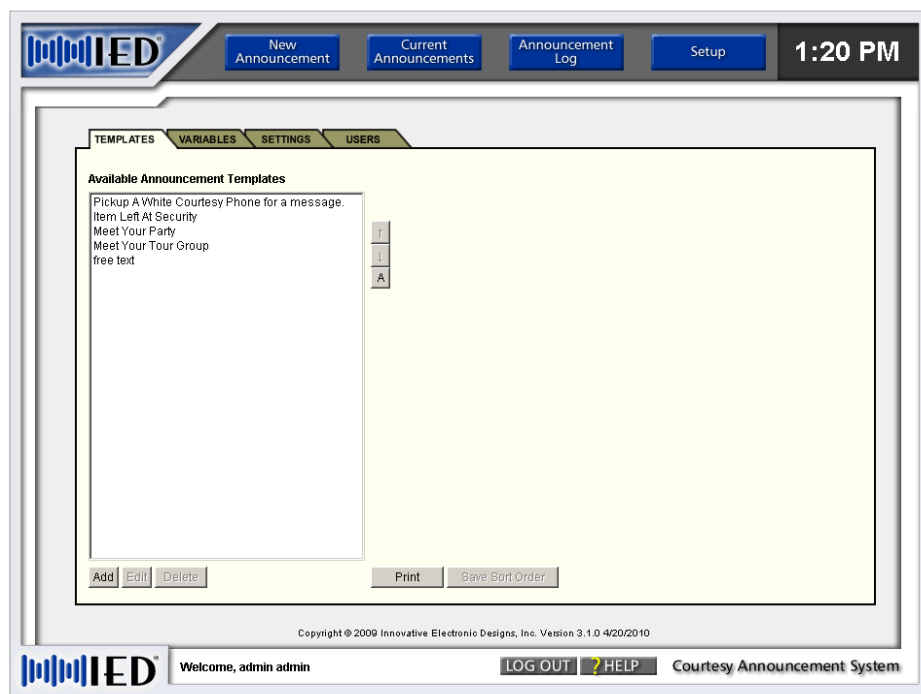 IED
New
Announcement
Current
Announcements
Announcement
Log
Setup
1:20 PM
TEMPLATES
VARIABLES
SETTINGS
USERS
Available Announcement Templates
Pickup A White Courtesy Phone for a message.
Item Left At Security
Meet Your Party
Meet Your Tour Group
free text
↑
↓
A
Add
Edit
Delete
Print
Save Sort Order
Copyright © 2009 Innovative Electronic Designs, Inc. Version 3.1.0 4/20/2010
IED
Welcome, admin admin
LOG OUT
? HELP
Courtesy Announcement System